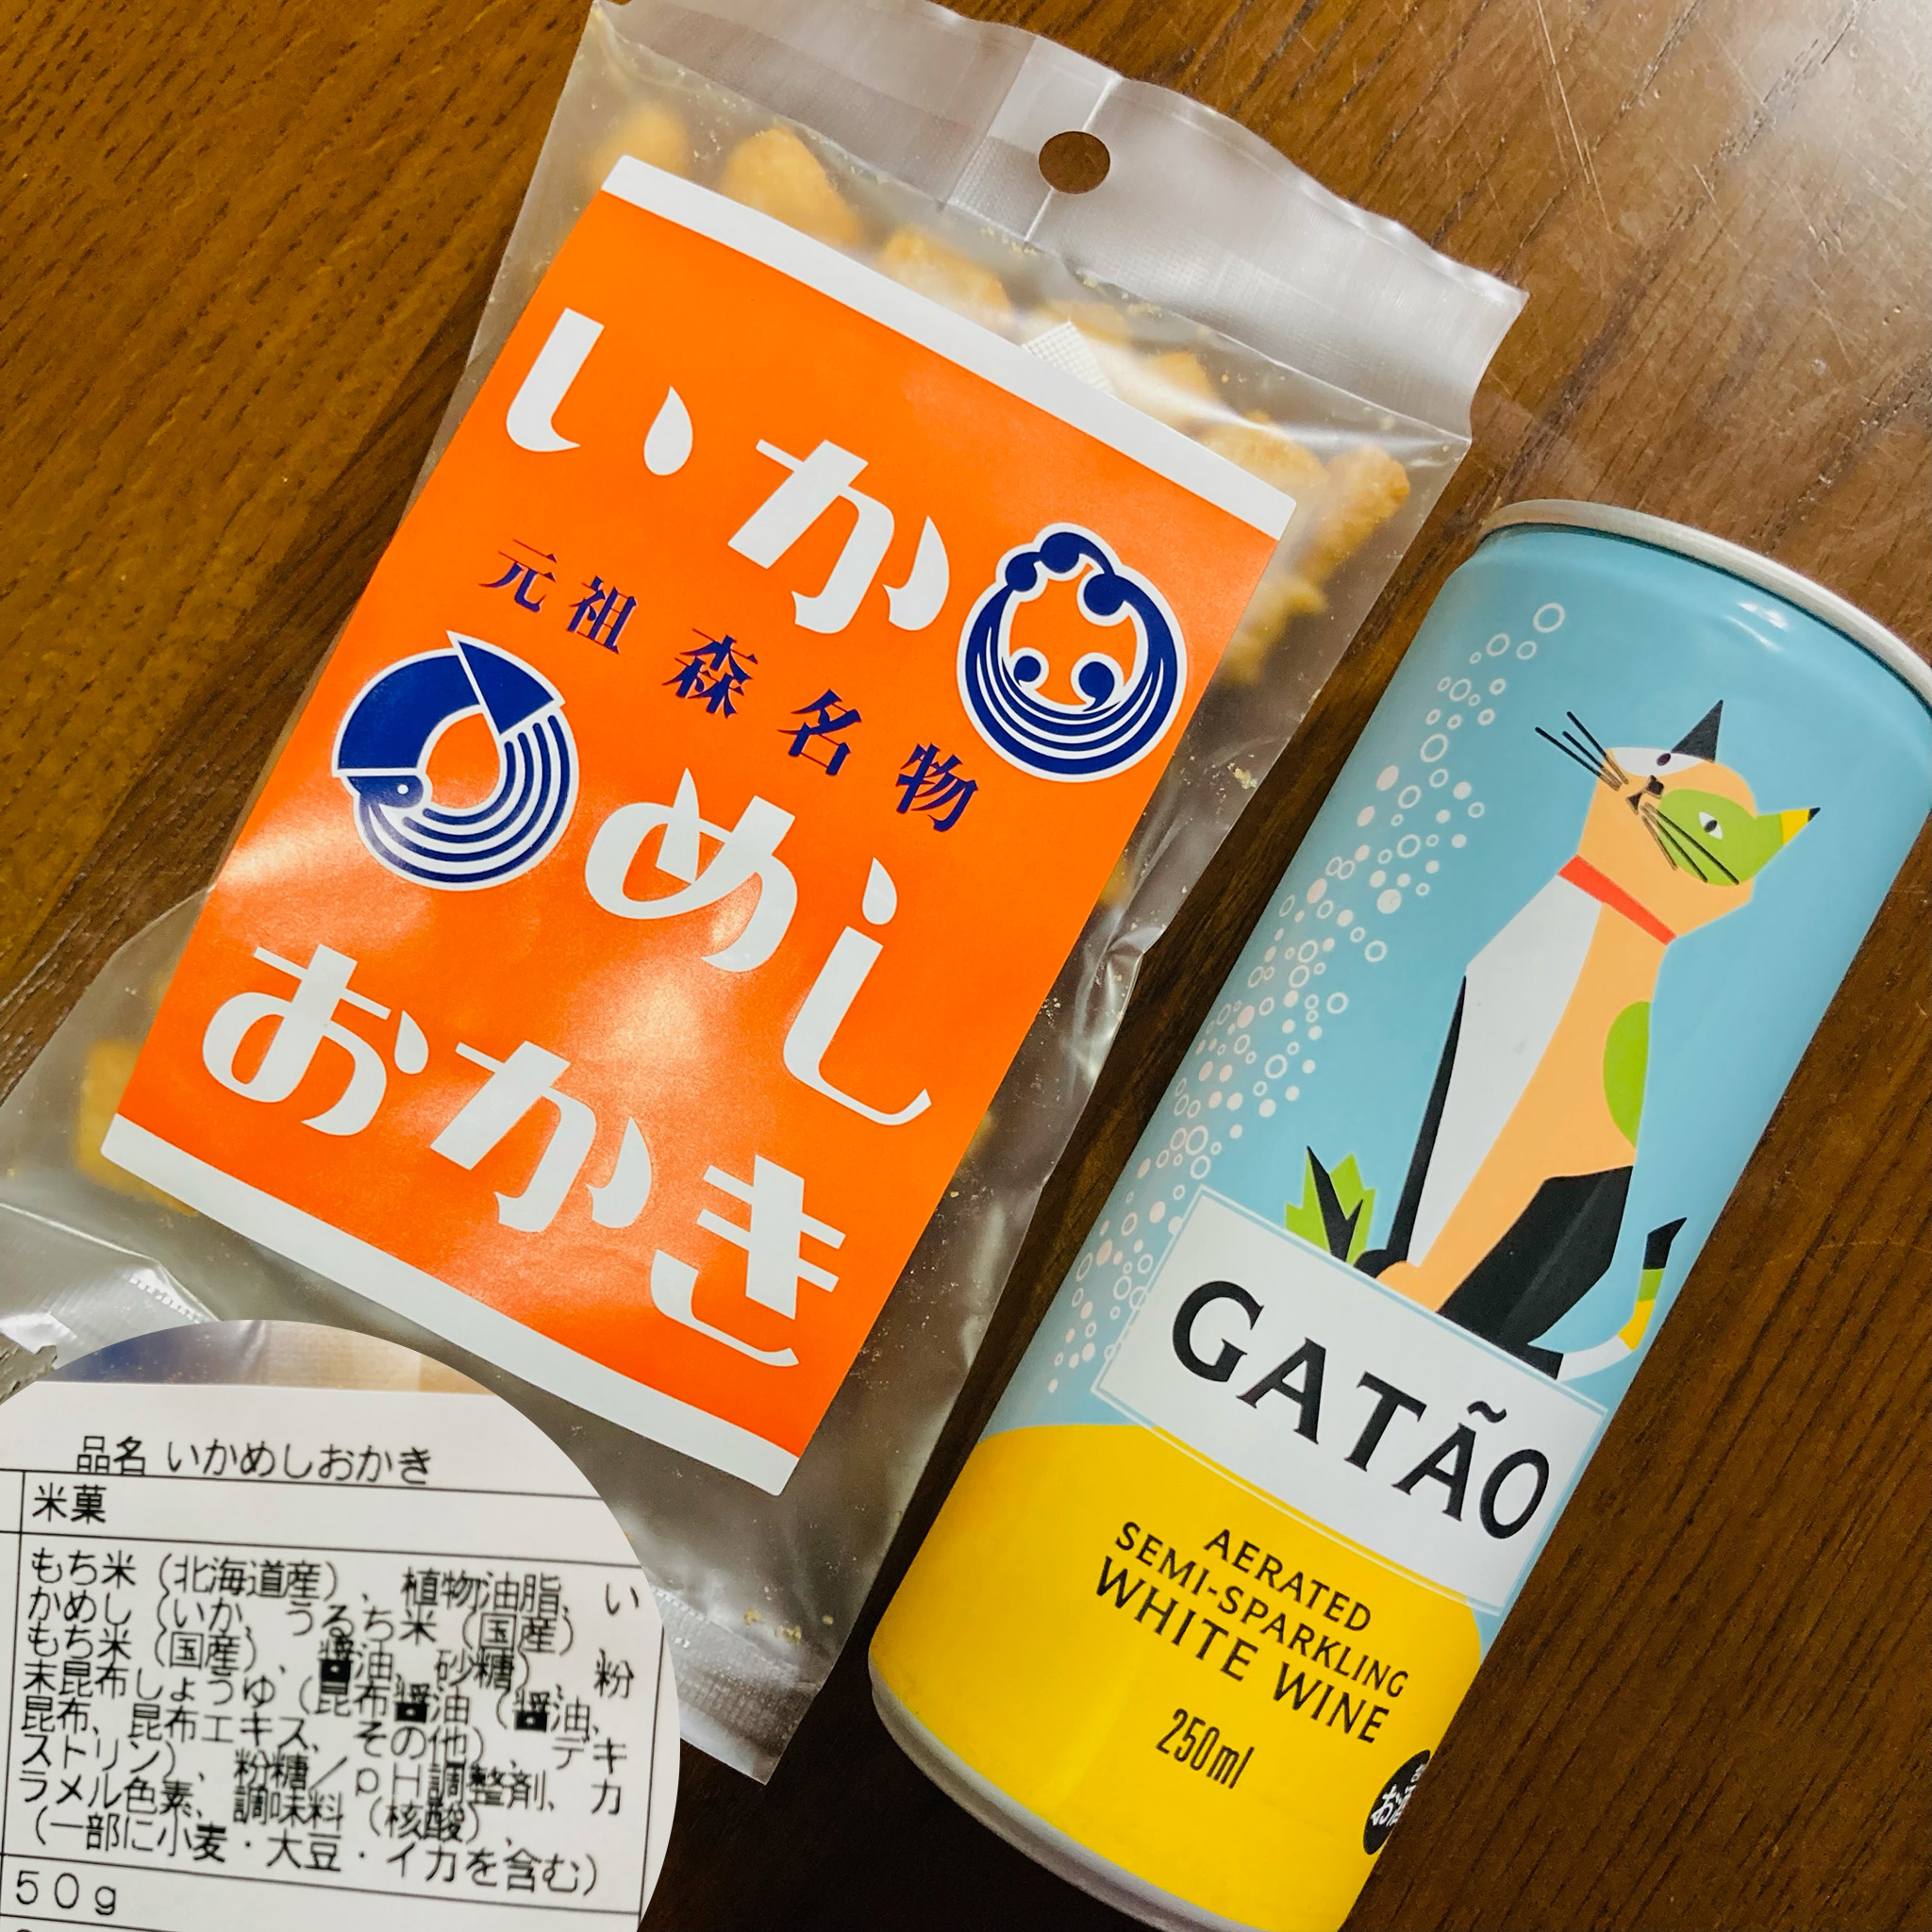 いか
元祖 森名物
めし
おかき
GATÃO
AERATED
SEMI-SPARKLING
WHITE WINE
250ml
品名 いかめしおかき
米菓
もち米（北海道産）、植物油脂、い
かめし（いか、うるち米（国産）
もち米（国産）、醤油、砂糖）、粉
末昆布しょうゆ（昆布醤油（醤油、
昆布、昆布エキス、その他）、デキ
ストリン）、粉糖／ｐＨ調整剤、カ
ラメル色素、調味料（核酸）、
（一部に小麦・大豆・イカを含む）
５０ｇ